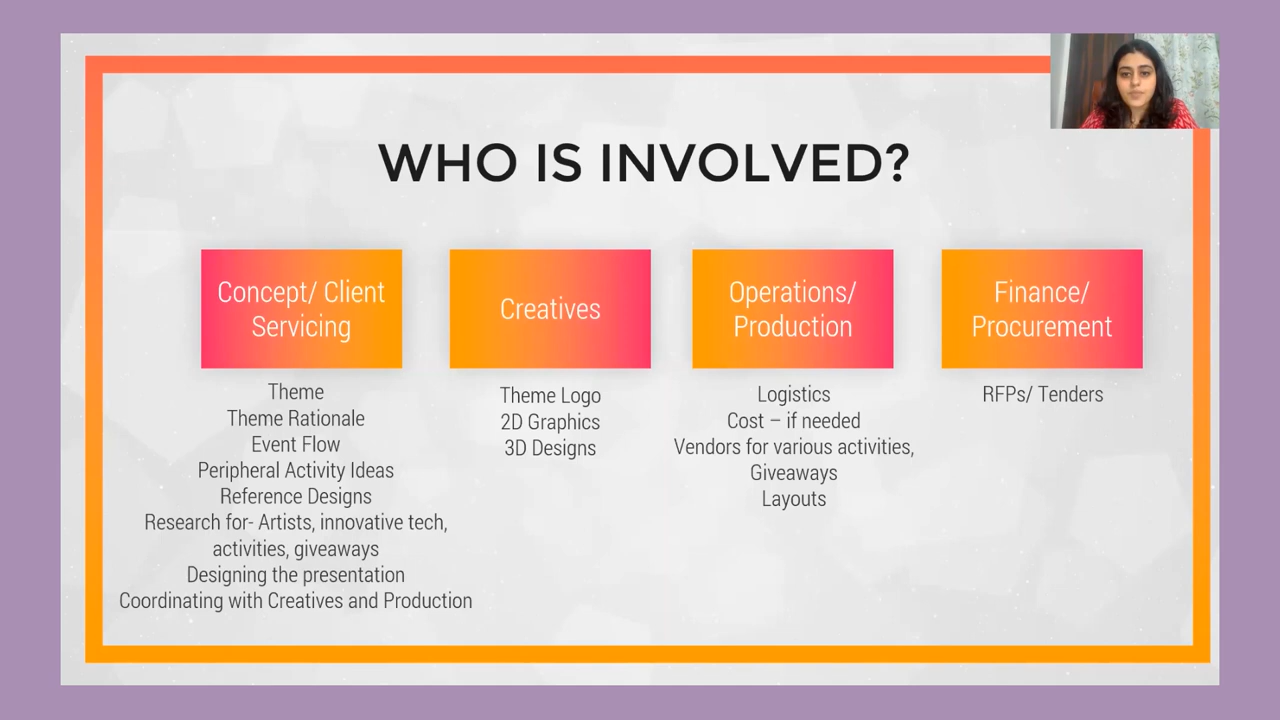 WHO IS INVOLVED?
Concept/ Client
Servicing
Theme
Theme Rationale
Event Flow
Peripheral Activity Ideas
Reference Designs
Research for- Artists, innovative tech,
activities, giveaways
Designing the presentation
Coordinating with Creatives and Production
Creatives
Theme Logo
2D Graphics
3D Designs
Operations/
Production
Logistics
Cost – if needed
Vendors for various activities,
Giveaways
Layouts
Finance/
Procurement
RFPs/ Tenders